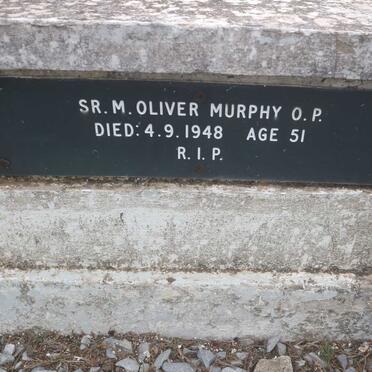 SR. M. OLIVER MURPHY O.P.
DIED: 4.9.1948 AGE 51
R.I.P.